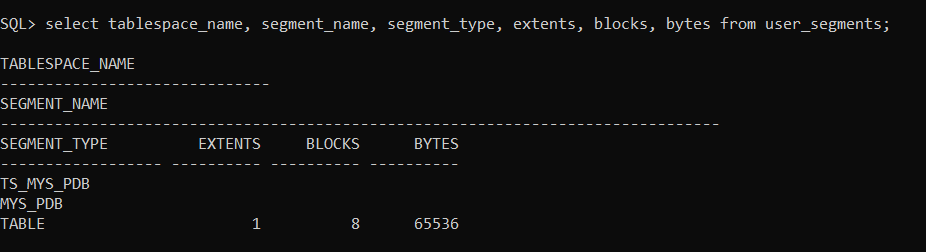 SQL> select tablespace_name, segment_name, segment_type, extents, blocks, bytes from user_segments;
TABLESPACE_NAME
------------------------------
SEGMENT_NAME
--------------------------------------------------------------------------------
SEGMENT_TYPE          EXTENTS     BLOCKS      BYTES
------------------ ---------- ---------- ----------
TS_MYS_PDB
MYS_PDB
TABLE                       1          8      65536